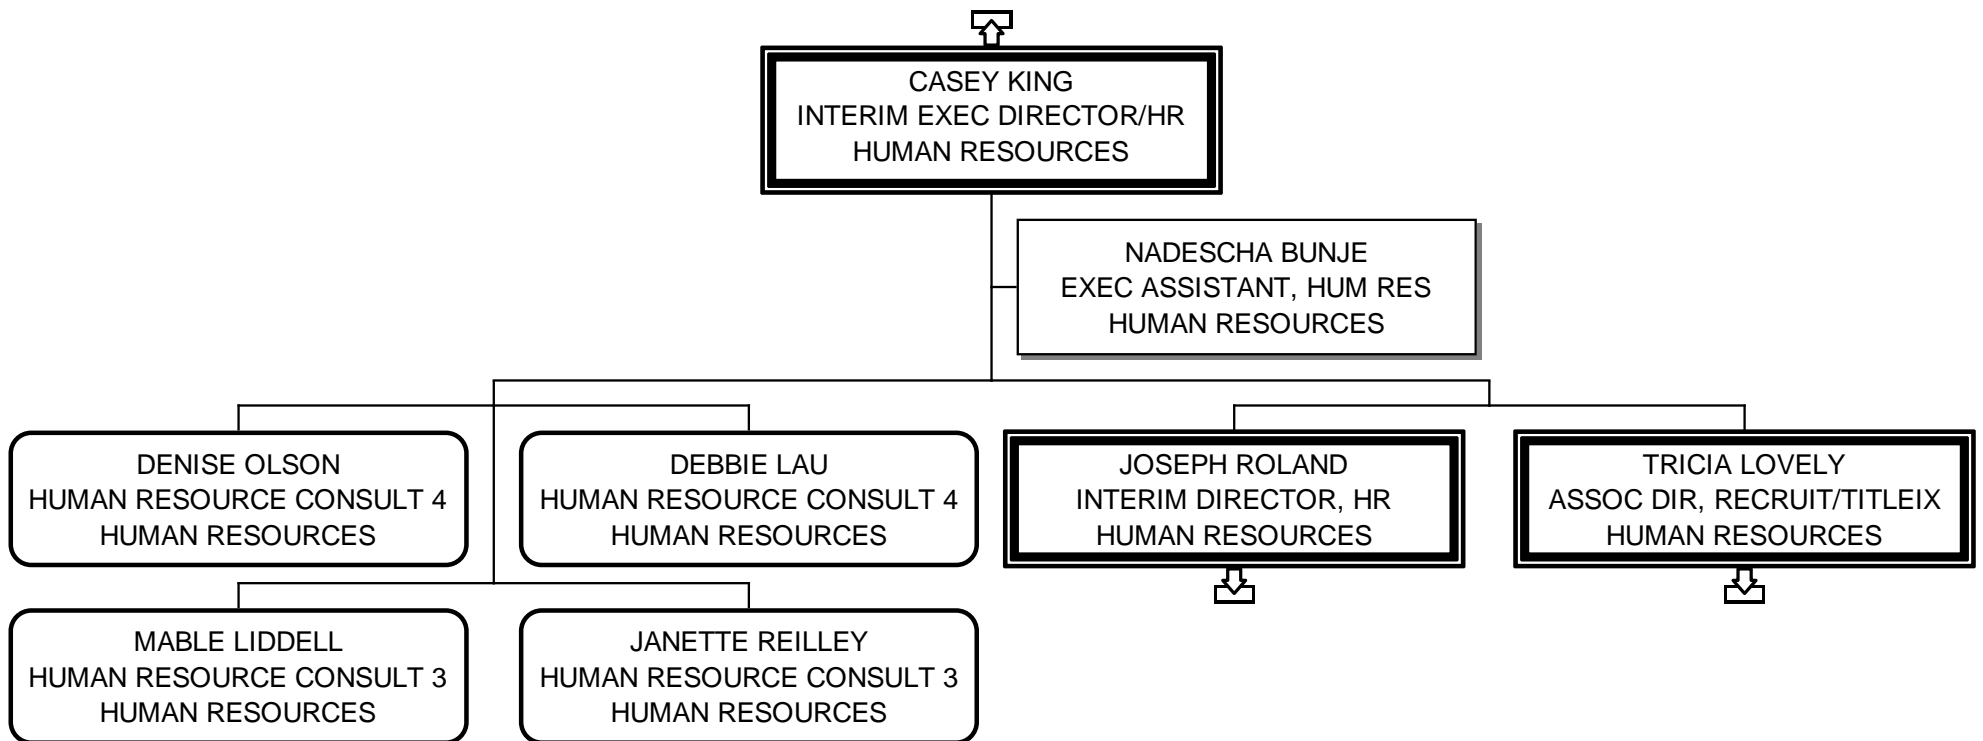 CASEY KING
INTERIM EXEC DIRECTOR/HR
HUMAN RESOURCES
NADESCHA BUNJE
EXEC ASSISTANT, HUM RES
HUMAN RESOURCES
DENISE OLSON
HUMAN RESOURCE CONSULT 4
HUMAN RESOURCES
DEBBIE LAU
HUMAN RESOURCE CONSULT 4
HUMAN RESOURCES
JOSEPH ROLAND
INTERIM DIRECTOR, HR
HUMAN RESOURCES
TRICIA LOVELY
ASSOC DIR, RECRUIT/TITLEIX
HUMAN RESOURCES
MABLE LIDDELL
HUMAN RESOURCE CONSULT 3
HUMAN RESOURCES
JANETTE REILLEY
HUMAN RESOURCE CONSULT 3
HUMAN RESOURCES